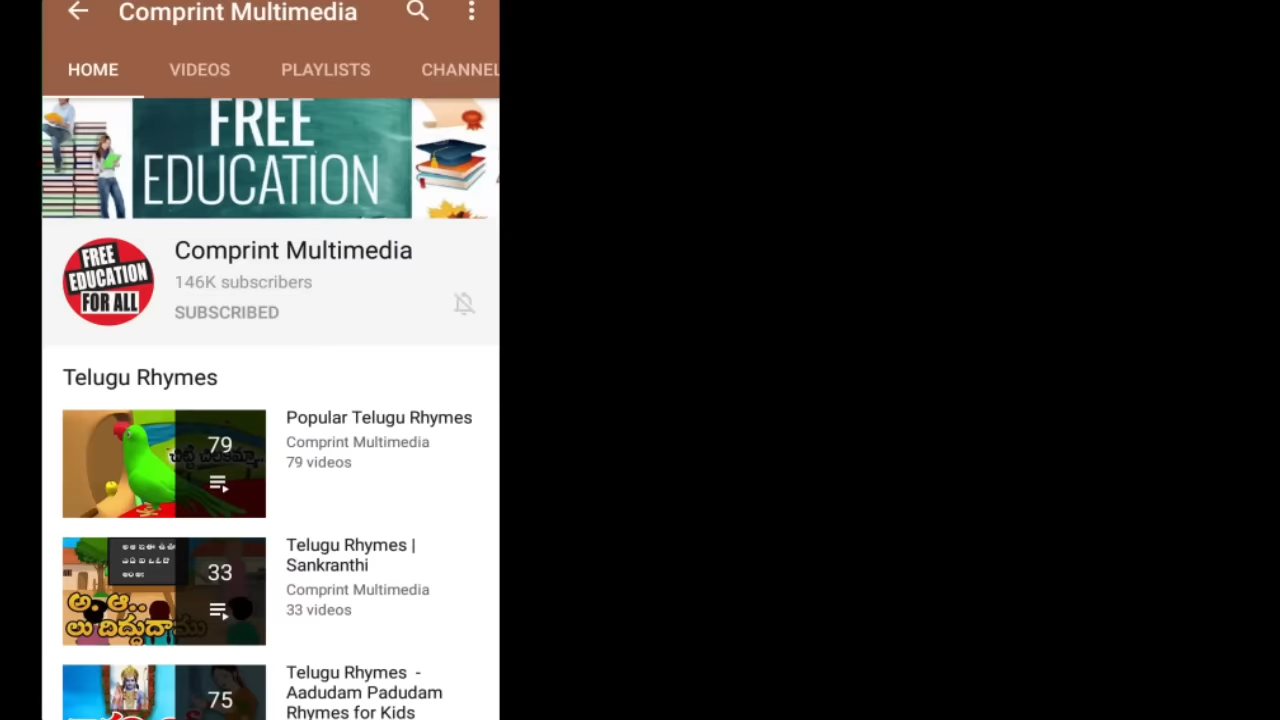 Comprint Multimedia
HOME VIDEOS PLAYLISTS CHANNEL
FREE
EDUCATION
FREE
EDUCATION
FOR ALL
Comprint Multimedia
146K subscribers
SUBSCRIBED
Telugu Rhymes
79
చిట్టి చిలకమ్మా..
Popular Telugu Rhymes
Comprint Multimedia
79 videos
33
అ. ఆ..
లు దిద్దుదాము
Telugu Rhymes |
Sankranthi
Comprint Multimedia
33 videos
75
Telugu Rhymes -
Aadudam Padudam
Rhymes for Kids